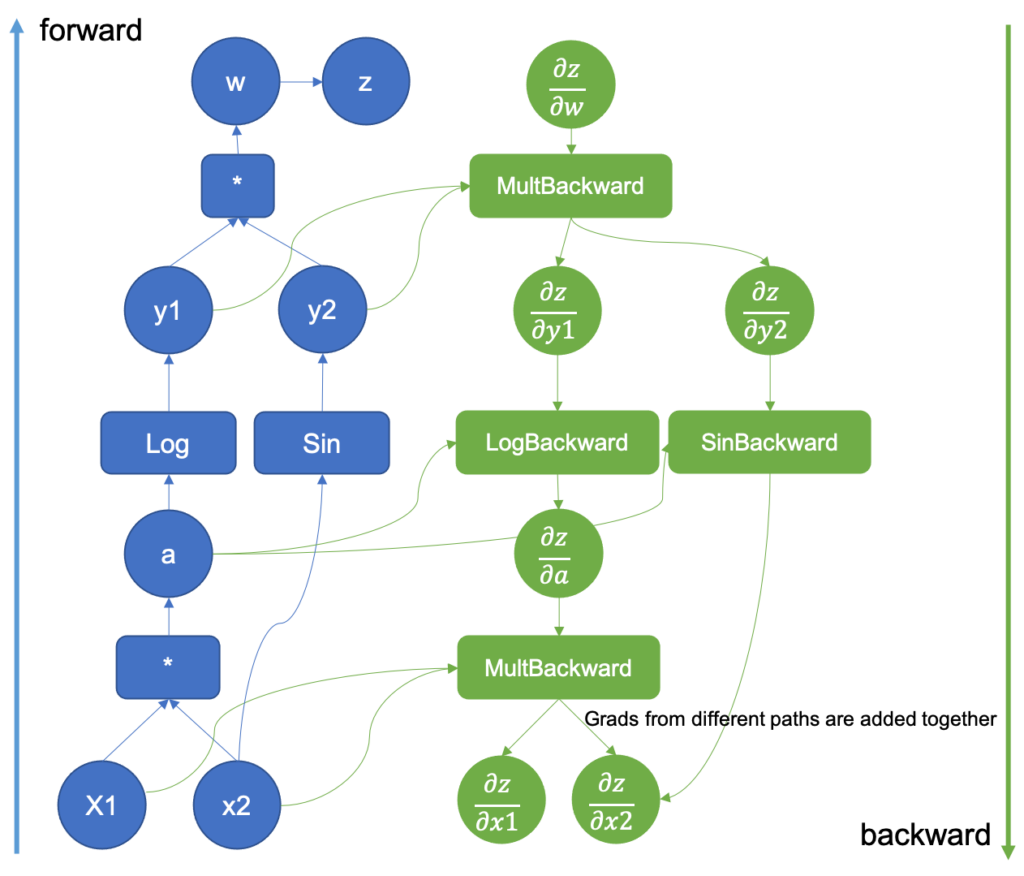 forward
w
z
∂z
∂w
*
MultBackward
y1
y2
∂z
∂y1
∂z
∂y2
Log
Sin
LogBackward
SinBackward
a
∂z
∂a
*
MultBackward
Grads from different paths are added together
X1
x2
∂z
∂x1
∂z
∂x2
backward